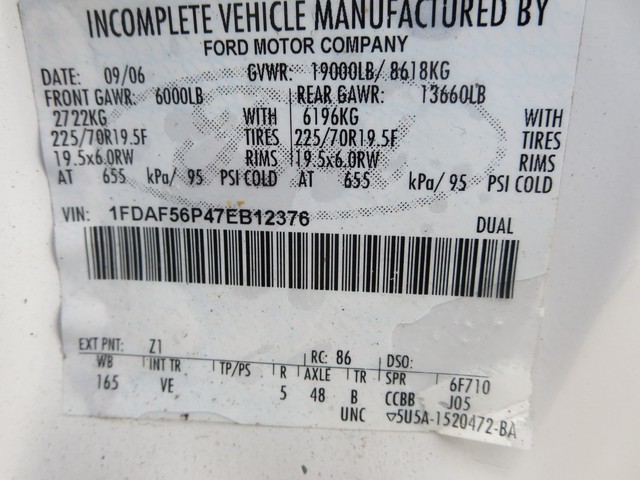 INCOMPLETE VEHICLE MANUFACTURED BY
FORD MOTOR COMPANY
DATE: 09/06 GVWR: 19000LB/ 8618KG
FRONT GAWR: 6000LB REAR GAWR: 13660LB
2722KG WITH 6196KG WITH
225/70R19.5F TIRES 225/70R19.5F TIRES
19.5x6.0RW RIMS 19.5x6.0RW RIMS
AT 655 kPa/ 95 PSI COLD AT 655 kPa/ 95 PSI COLD
VIN: 1FDAF56P47EB12376 DUAL
EXT PNT: Z1 RC: 86 DSO:
WB INT TR TP/PS R AXLE TR SPR 6F710
165 VE 5 48 B CCBB J05
UNC ▽5U5A-1520472-BA